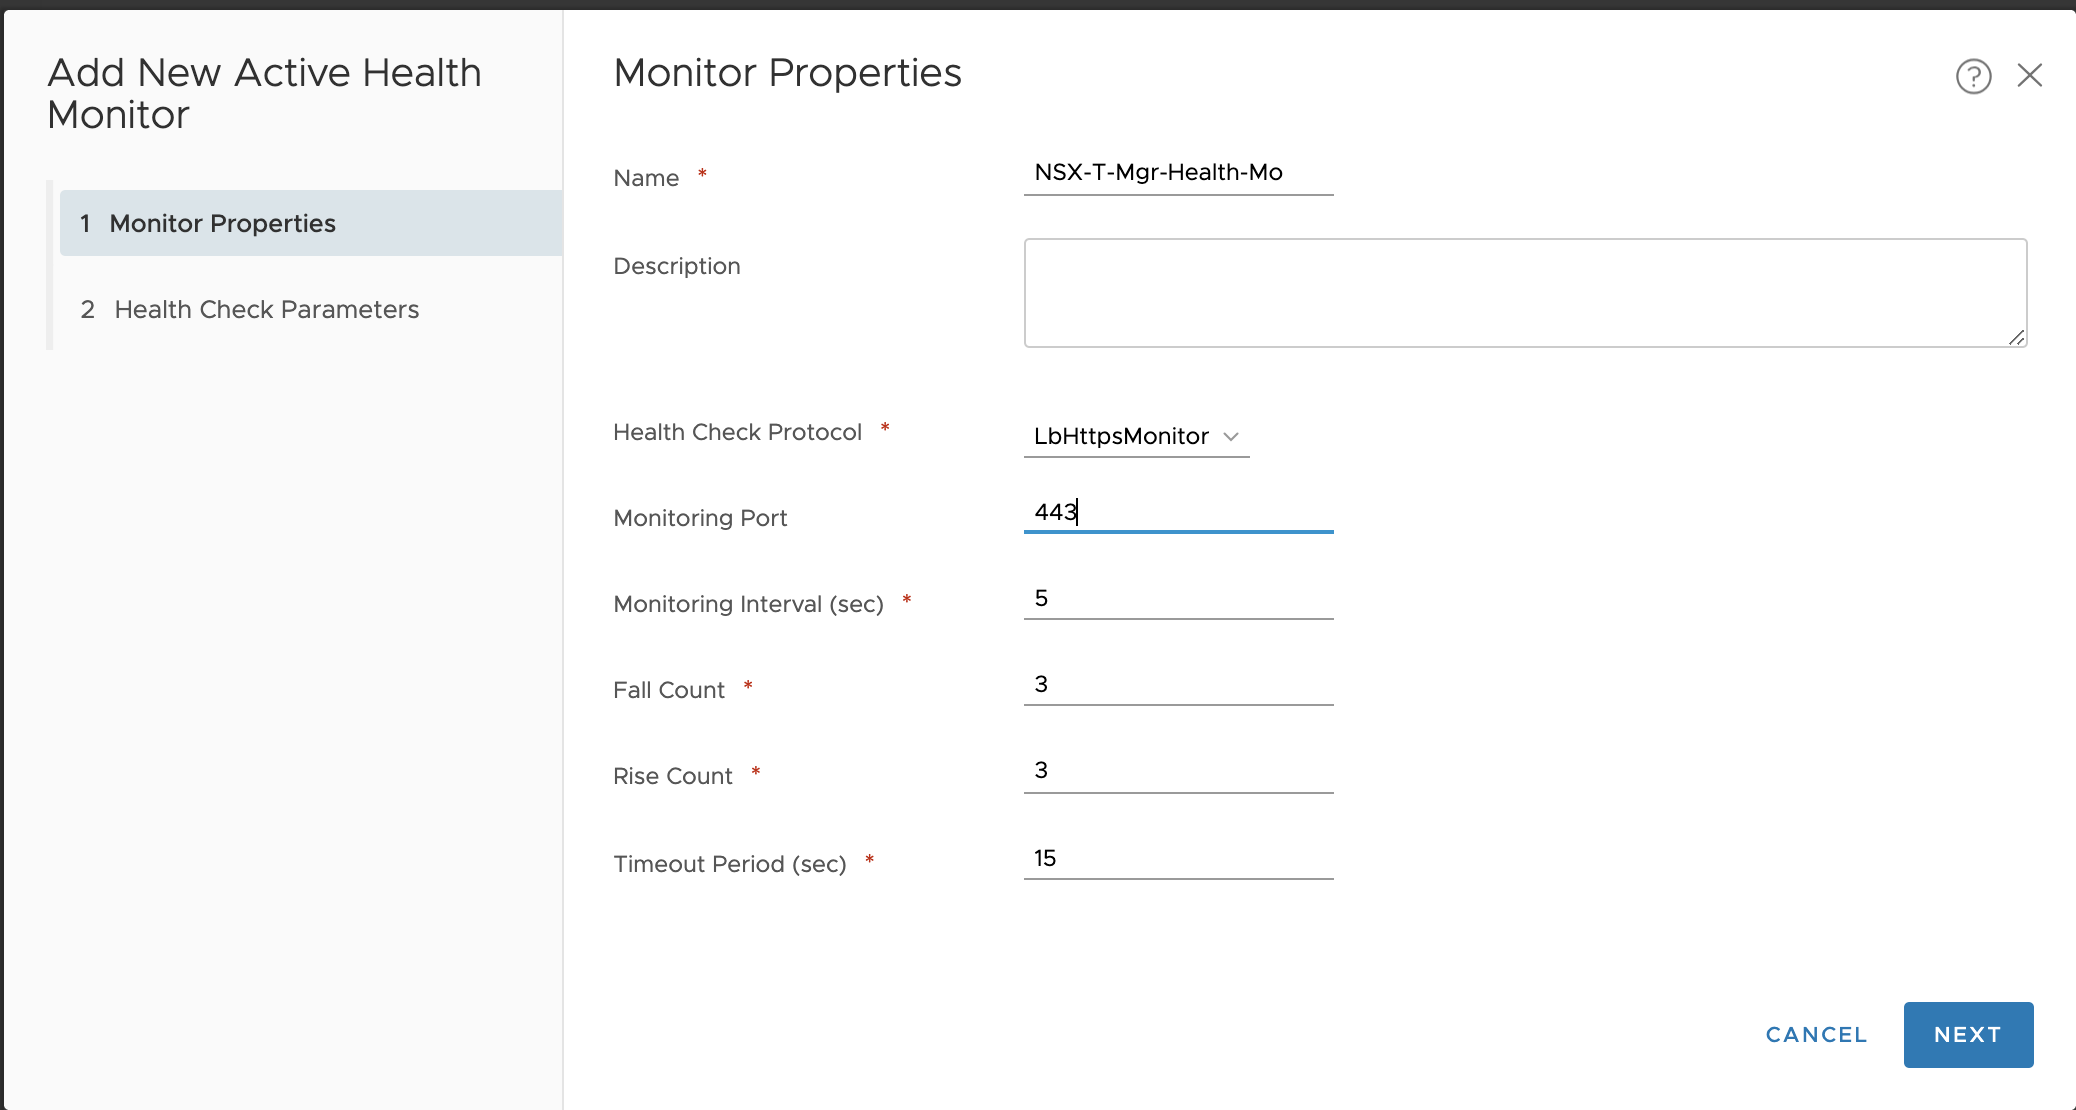 Add New Active Health
Monitor
1 Monitor Properties
2 Health Check Parameters
Monitor Properties
?
Name * NSX-T-Mgr-Health-Mo
Description
Health Check Protocol * LbHttpsMonitor
Monitoring Port 443
Monitoring Interval (sec) * 5
Fall Count * 3
Rise Count * 3
Timeout Period (sec) * 15
CANCEL NEXT